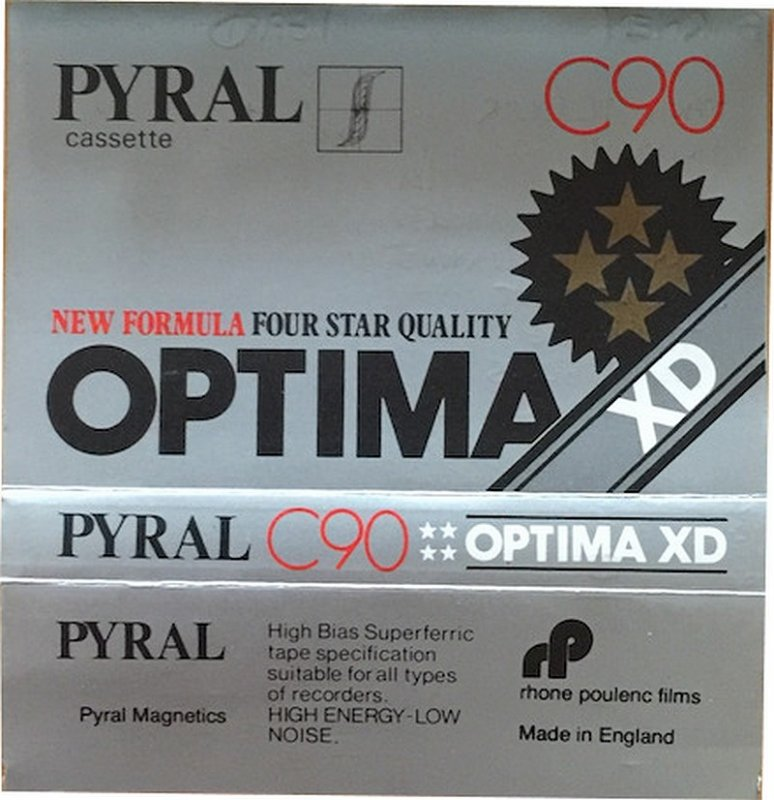 PYRAL
cassette
C90
NEW FORMULA FOUR STAR QUALITY
OPTIMA
XD
PYRAL C90 OPTIMA XD
PYRAL
Pyral Magnetics
High Bias Superferric
tape specification
suitable for all types
of recorders.
HIGH ENERGY-LOW
NOISE.
rp
rhone poulenc films
Made in England